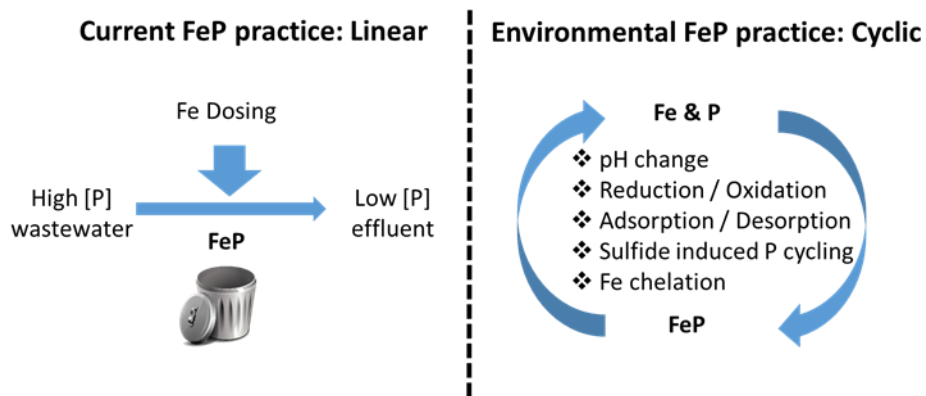 Current FeP practice: Linear
Fe Dosing
High [P]
wastewater
Low [P]
effluent
FeP
Environmental FeP practice: Cyclic
Fe & P
❖ pH change
❖ Reduction / Oxidation
❖ Adsorption / Desorption
❖ Sulfide induced P cycling
❖ Fe chelation
FeP